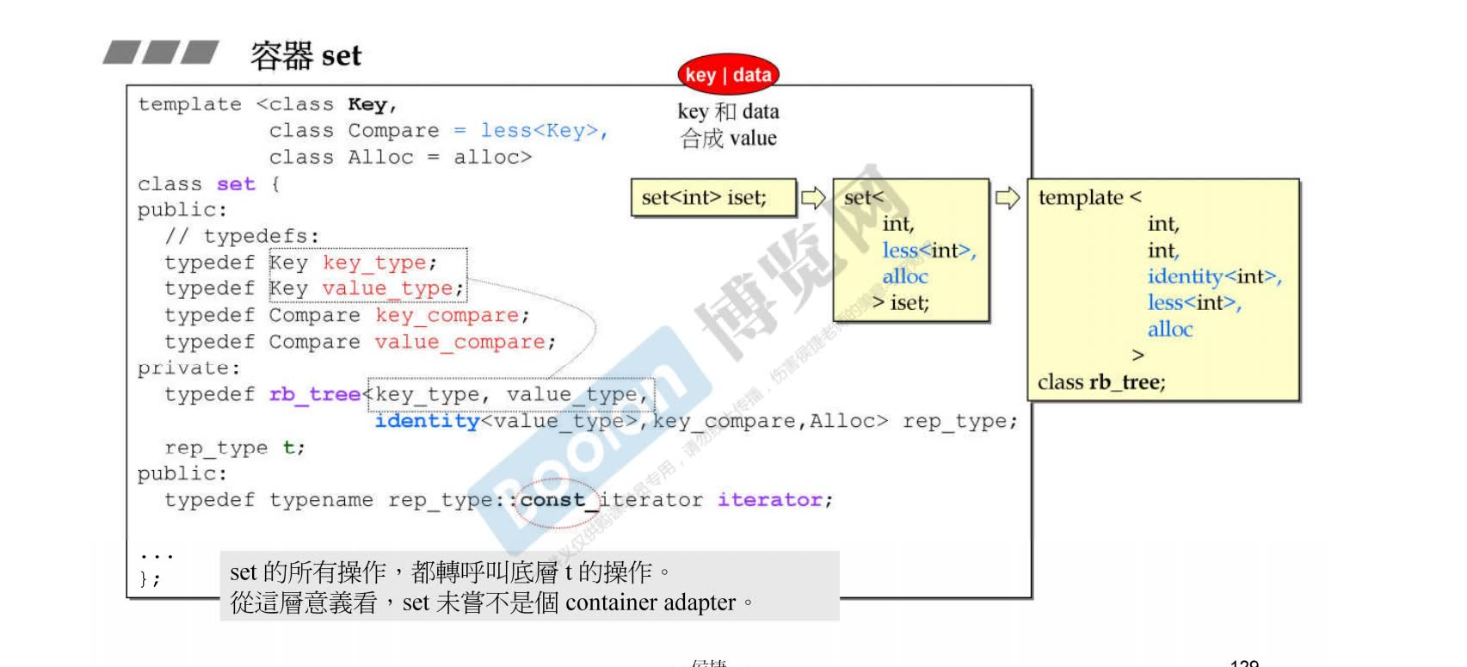 容器 set
key | data
key 和 data
合成 value
template <class Key,
class Compare = less<Key>,
class Alloc = alloc>
class set {
public:
// typedefs:
typedef Key key_type;
typedef Key value_type;
typedef Compare key_compare;
typedef Compare value_compare;
private:
typedef rb_tree<key_type, value_type,
identity<value_type>,key_compare,Alloc> rep_type;
rep_type t;
public:
typedef typename rep_type::const_iterator iterator;
...
};
set<int> iset;
set<
int,
less<int>,
alloc
> iset;
template <
int,
int,
identity<int>,
less<int>,
alloc
>
class rb_tree;
set 的所有操作，都轉呼叫底層 t 的操作。
從這層意義看，set 未嘗不是個 container adapter。
Boolan
博览网